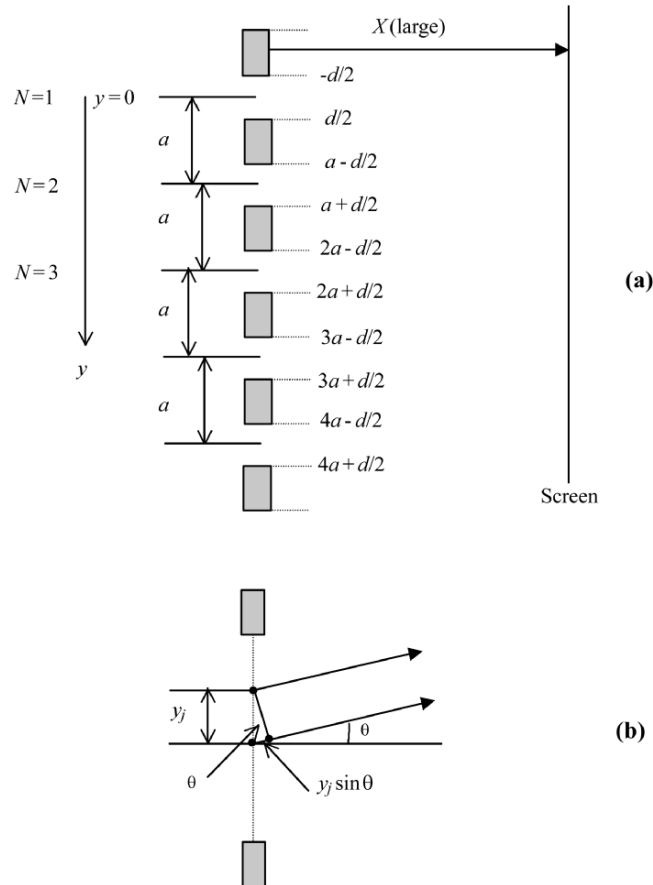 X (large)
-d/2
N=1 y=0
d/2
a
a - d/2
N=2
a + d/2
a
2a - d/2
N=3
2a + d/2
(a)
a
3a - d/2
y
3a + d/2
a
4a - d/2
4a + d/2
Screen
y_j
θ
(b)
θ
y_j sin θ